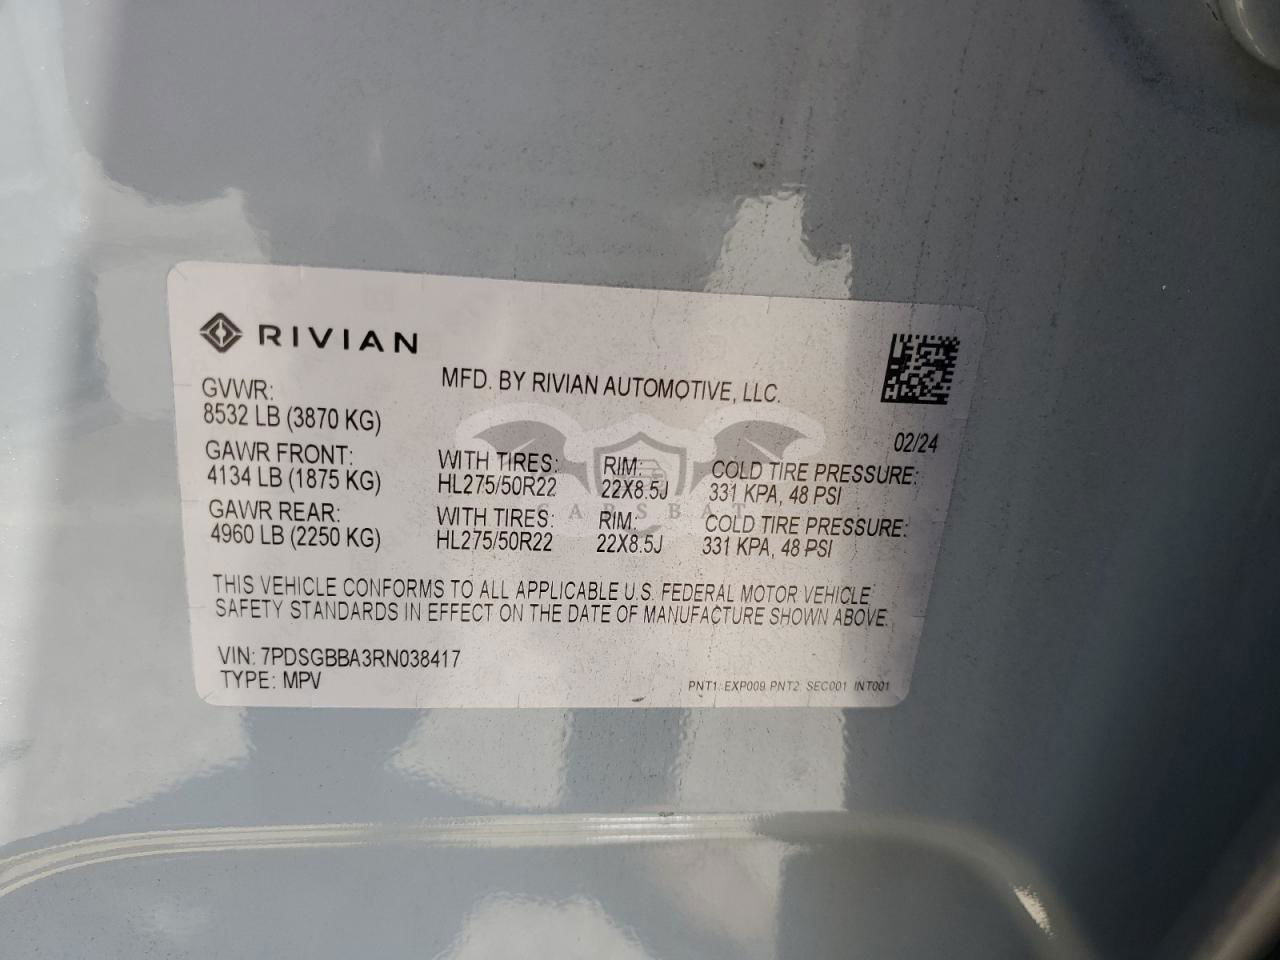 RIVIAN
MFD. BY RIVIAN AUTOMOTIVE, LLC.
GVWR:
8532 LB (3870 KG)
02/24
GAWR FRONT: WITH TIRES: RIM: COLD TIRE PRESSURE:
4134 LB (1875 KG) HL275/50R22 22X8.5J 331 KPA, 48 PSI
CARSBAT
GAWR REAR: WITH TIRES: RIM: COLD TIRE PRESSURE:
4960 LB (2250 KG) HL275/50R22 22X8.5J 331 KPA, 48 PSI
THIS VEHICLE CONFORMS TO ALL APPLICABLE U.S. FEDERAL MOTOR VEHICLE
SAFETY STANDARDS IN EFFECT ON THE DATE OF MANUFACTURE SHOWN ABOVE.
VIN: 7PDSGBBA3RN038417
TYPE: MPV
PNT1: EXP009 PNT2: SEC001 INT001